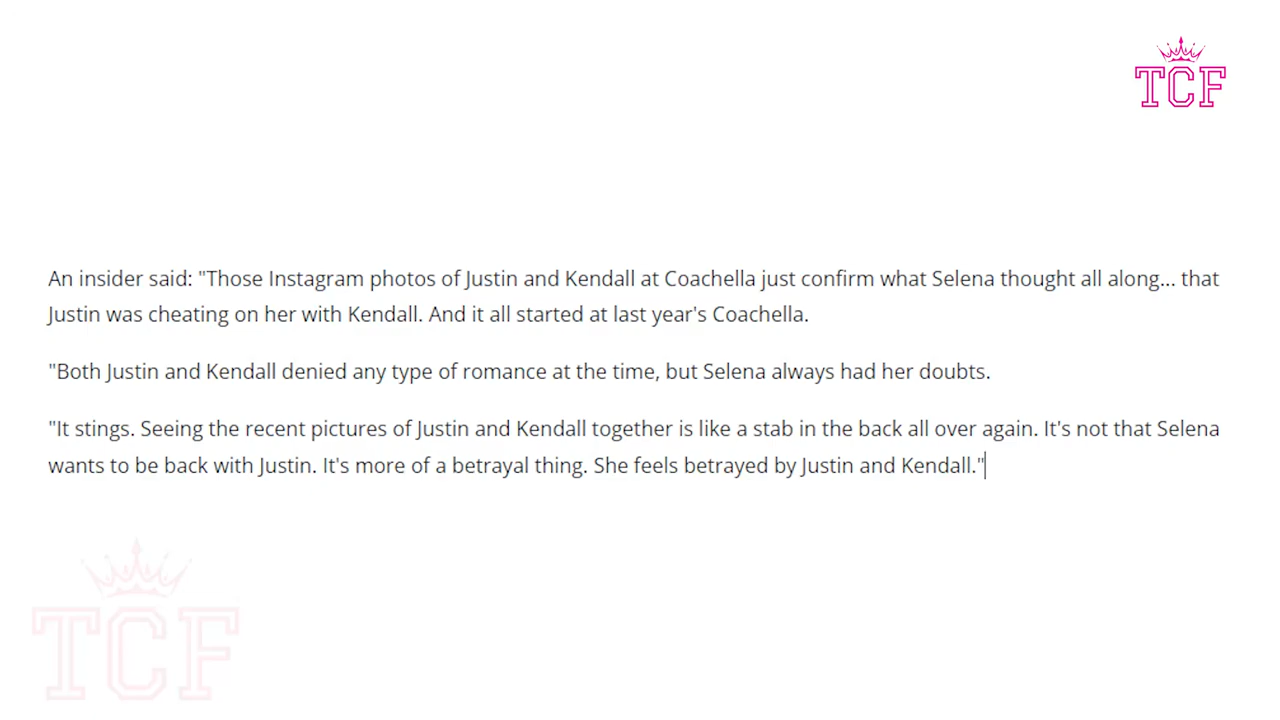 TCF
An insider said: "Those Instagram photos of Justin and Kendall at Coachella just confirm what Selena thought all along... that
Justin was cheating on her with Kendall. And it all started at last year's Coachella.
"Both Justin and Kendall denied any type of romance at the time, but Selena always had her doubts.
"It stings. Seeing the recent pictures of Justin and Kendall together is like a stab in the back all over again. It's not that Selena
wants to be back with Justin. It's more of a betrayal thing. She feels betrayed by Justin and Kendall."
TCF